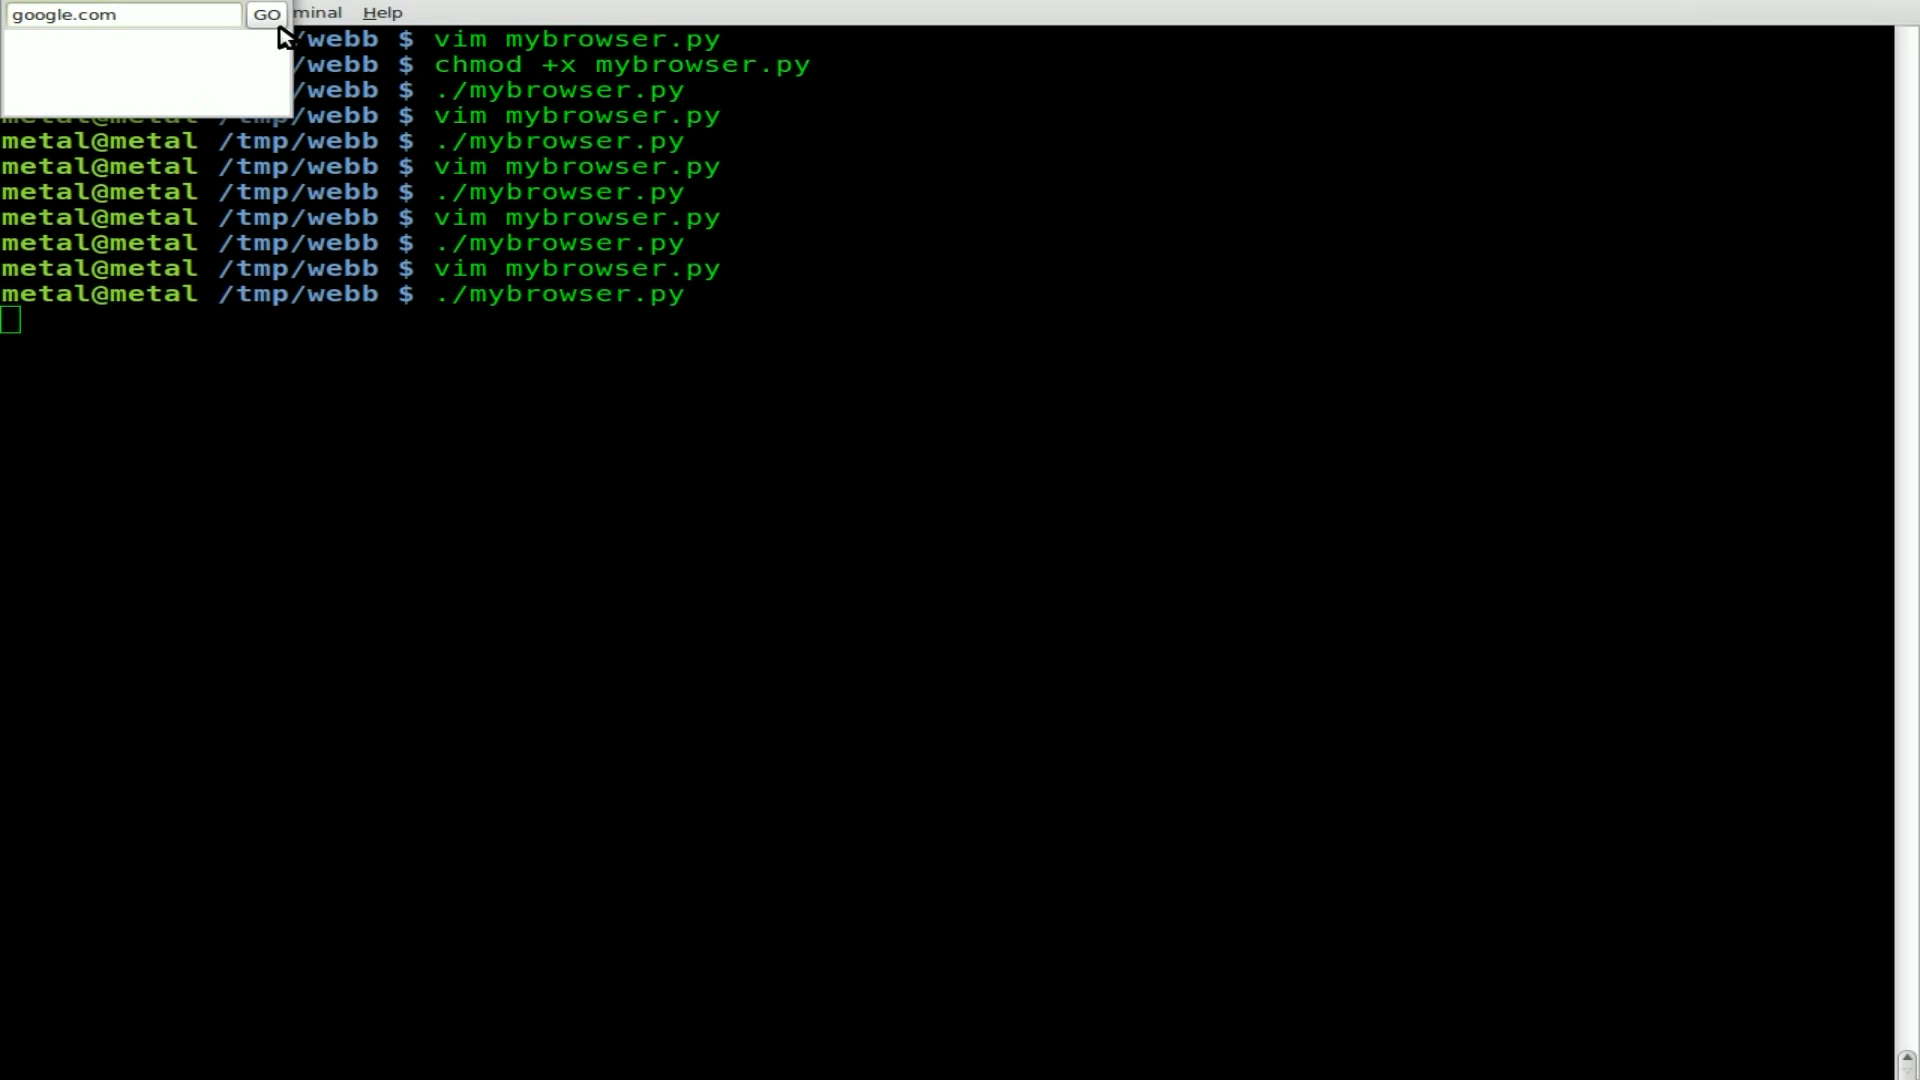 google.com GO minal Help
/webb $ vim mybrowser.py
/webb $ chmod +x mybrowser.py
/webb $ ./mybrowser.py
metal@metal /tmp/webb $ vim mybrowser.py
metal@metal /tmp/webb $ ./mybrowser.py
metal@metal /tmp/webb $ vim mybrowser.py
metal@metal /tmp/webb $ ./mybrowser.py
metal@metal /tmp/webb $ vim mybrowser.py
metal@metal /tmp/webb $ ./mybrowser.py
metal@metal /tmp/webb $ vim mybrowser.py
metal@metal /tmp/webb $ ./mybrowser.py